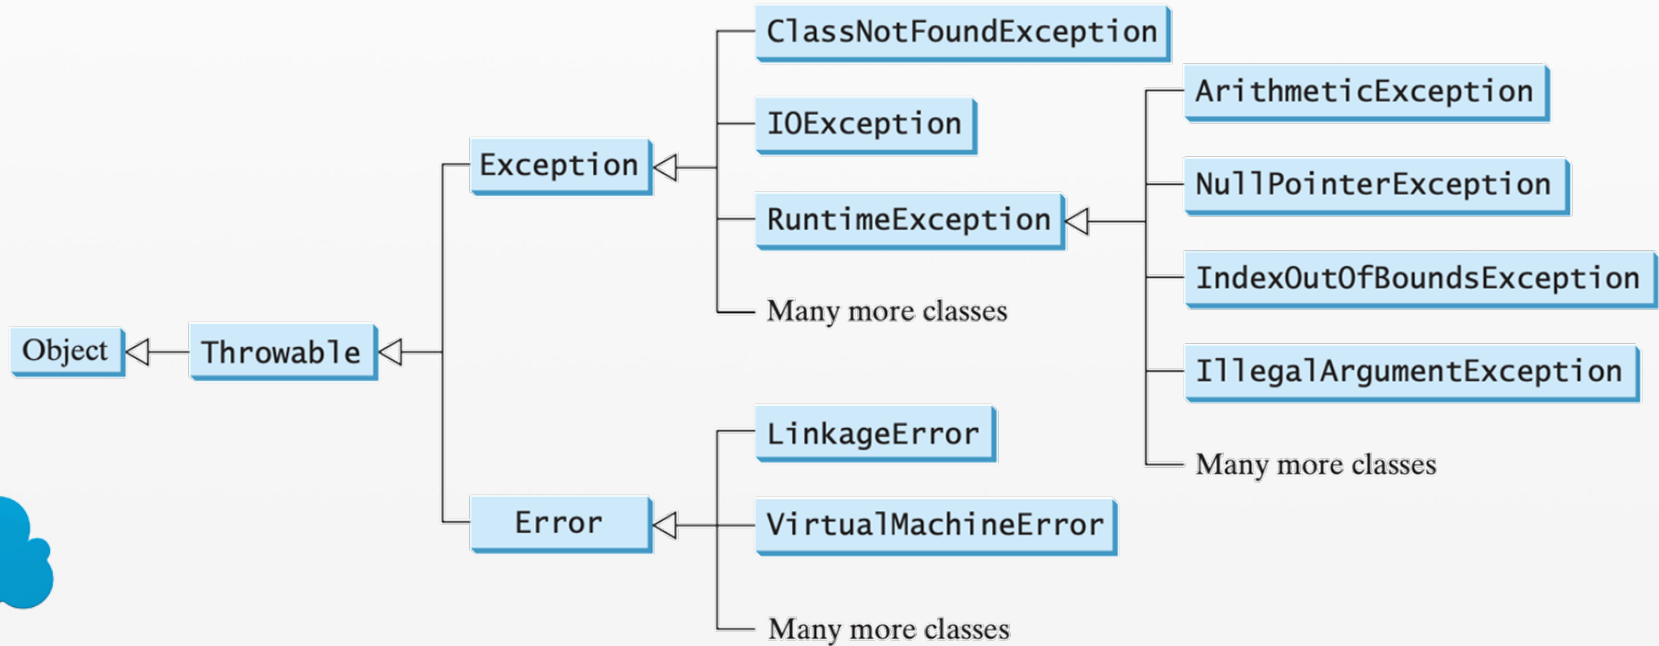 Object
Throwable
Exception
ClassNotFoundException
IOException
RuntimeException
Many more classes
ArithmeticException
NullPointerException
IndexOutOfBoundsException
IllegalArgumentException
Many more classes
Error
LinkageError
VirtualMachineError
Many more classes